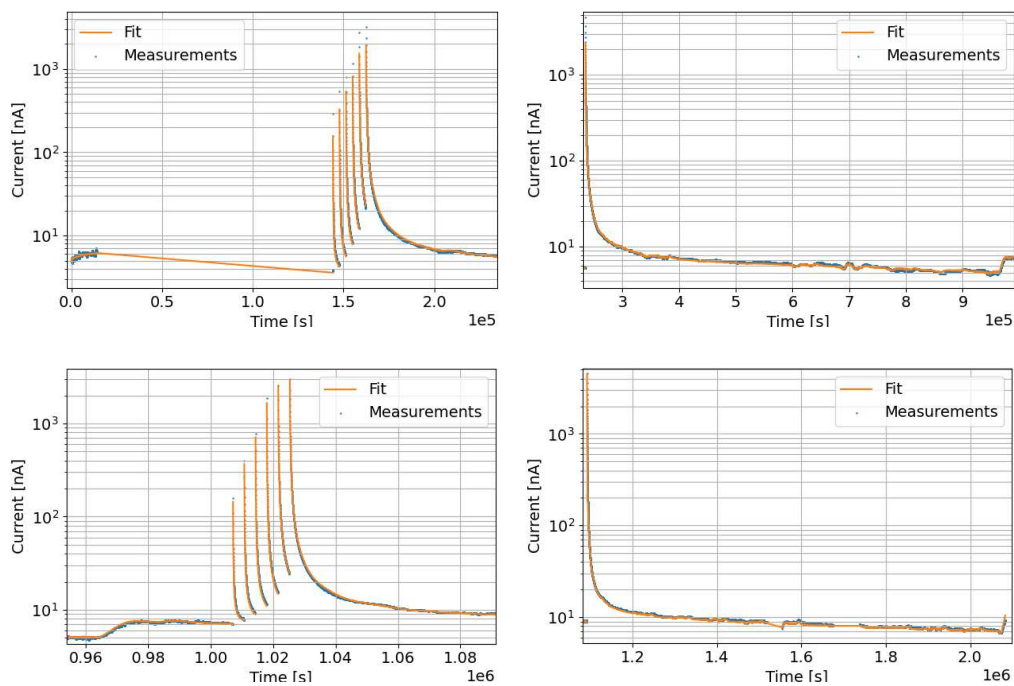 Fit
Measurements
Current [nA]
10³
10²
10¹
0.0 0.5 1.0 1.5 2.0
Time [s]
1e5
Fit
Measurements
Current [nA]
10³
10²
10¹
3 4 5 6 7 8 9
Time [s]
1e5
Fit
Measurements
Current [nA]
10³
10²
10¹
0.96 0.98 1.00 1.02 1.04 1.06 1.08
Time [s]
1e6
Fit
Measurements
Current [nA]
10³
10²
10¹
1.2 1.4 1.6 1.8 2.0
Time [s]
1e6